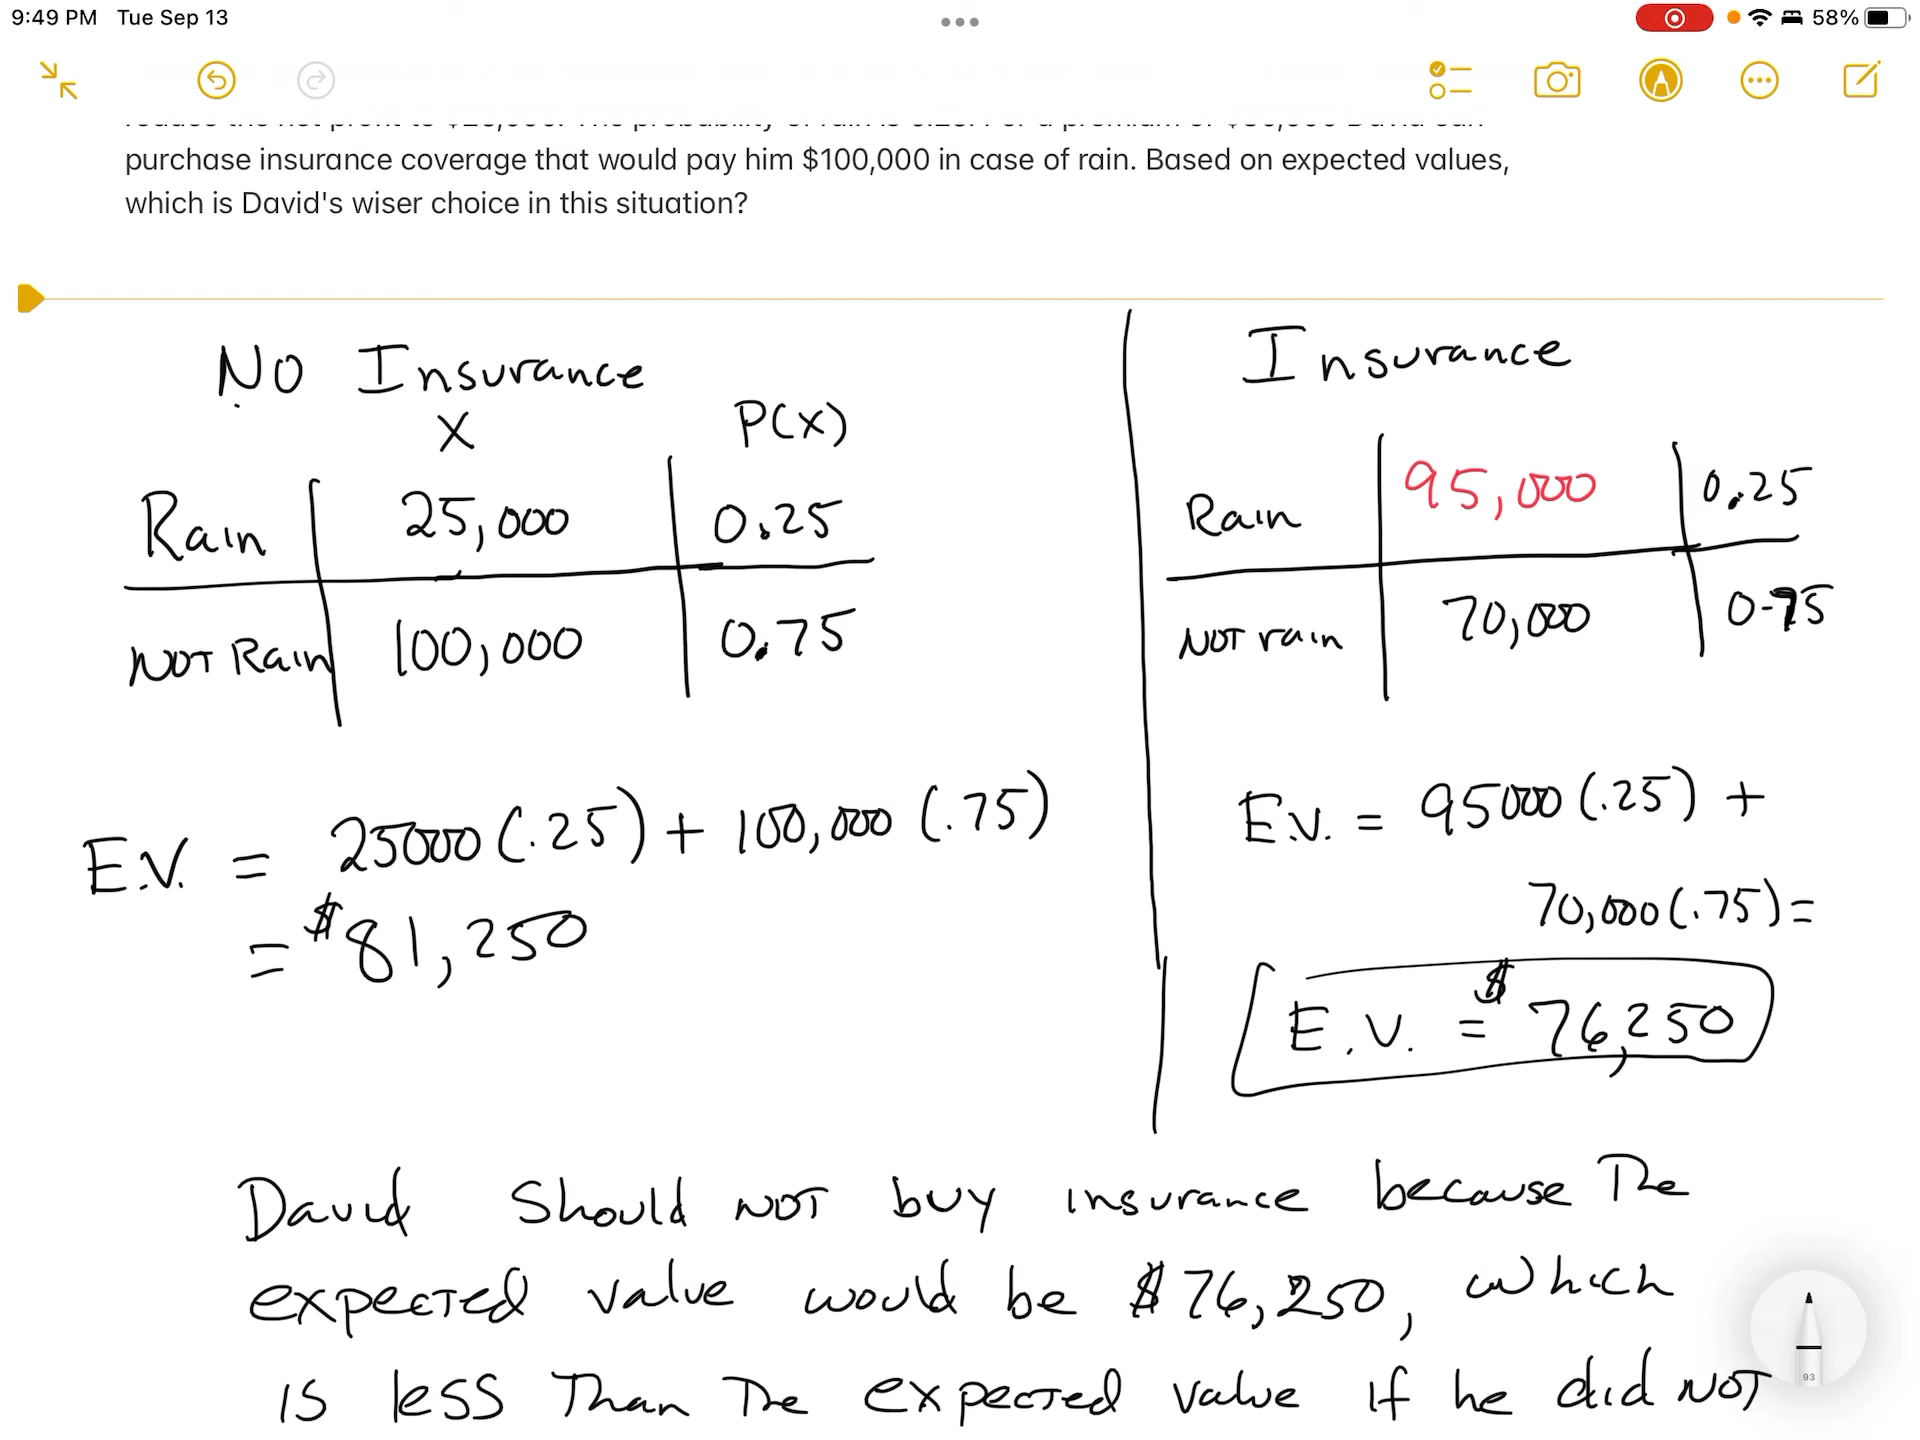 9:49 PM Tue Sep 13
58%
purchase insurance coverage that would pay him $100,000 in case of rain. Based on expected values,
which is David's wiser choice in this situation?
No Insurance
X P(x)
Rain 25,000 0.25
NOT Rain 100,000 0.75
E.V. = 25000(.25) + 100,000(.75)
= $81,250
Insurance
Rain 95,000 0.25
NOT rain 70,000 0.75
E.V. = 95000(.25) +
70,000(.75) =
E.V. = $76,250
David should NOT buy insurance because The
expected value would be $76,250, which
is less Than The expected value if he did NOT
93